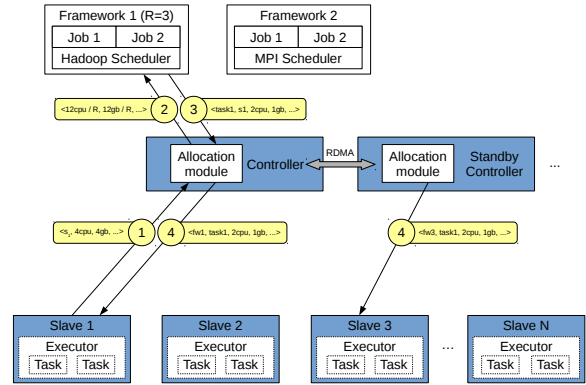 Framework 1 (R=3)
Job 1 Job 2
Hadoop Scheduler
Framework 2
Job 1 Job 2
MPI Scheduler
<12cpu / R, 12gb / R, ...> 2
3 <task1, s1, 2cpu, 1gb, ...>
Allocation
module
Controller
RDMA
Allocation
module
Standby
Controller
...
<s , 4cpu, 4gb, ...> 1
4 <fw1, task1, 2cpu, 1gb, ...>
4 <fw3, task1, 2cpu, 1gb, ...>
Slave 1
Executor
Task Task
Slave 2
Executor
Task Task
Slave 3
Executor
Task Task
...
Slave N
Executor
Task Task